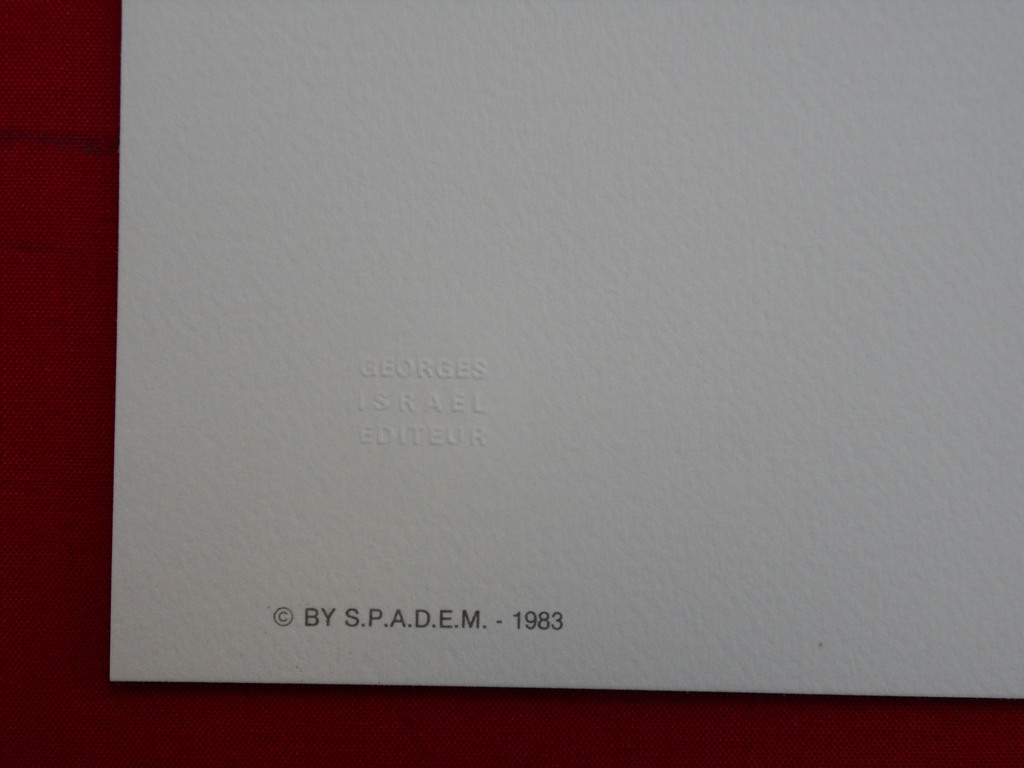 GEORGES
ISRAEL
EDITEUR
© BY S.P.A.D.E.M. - 1983